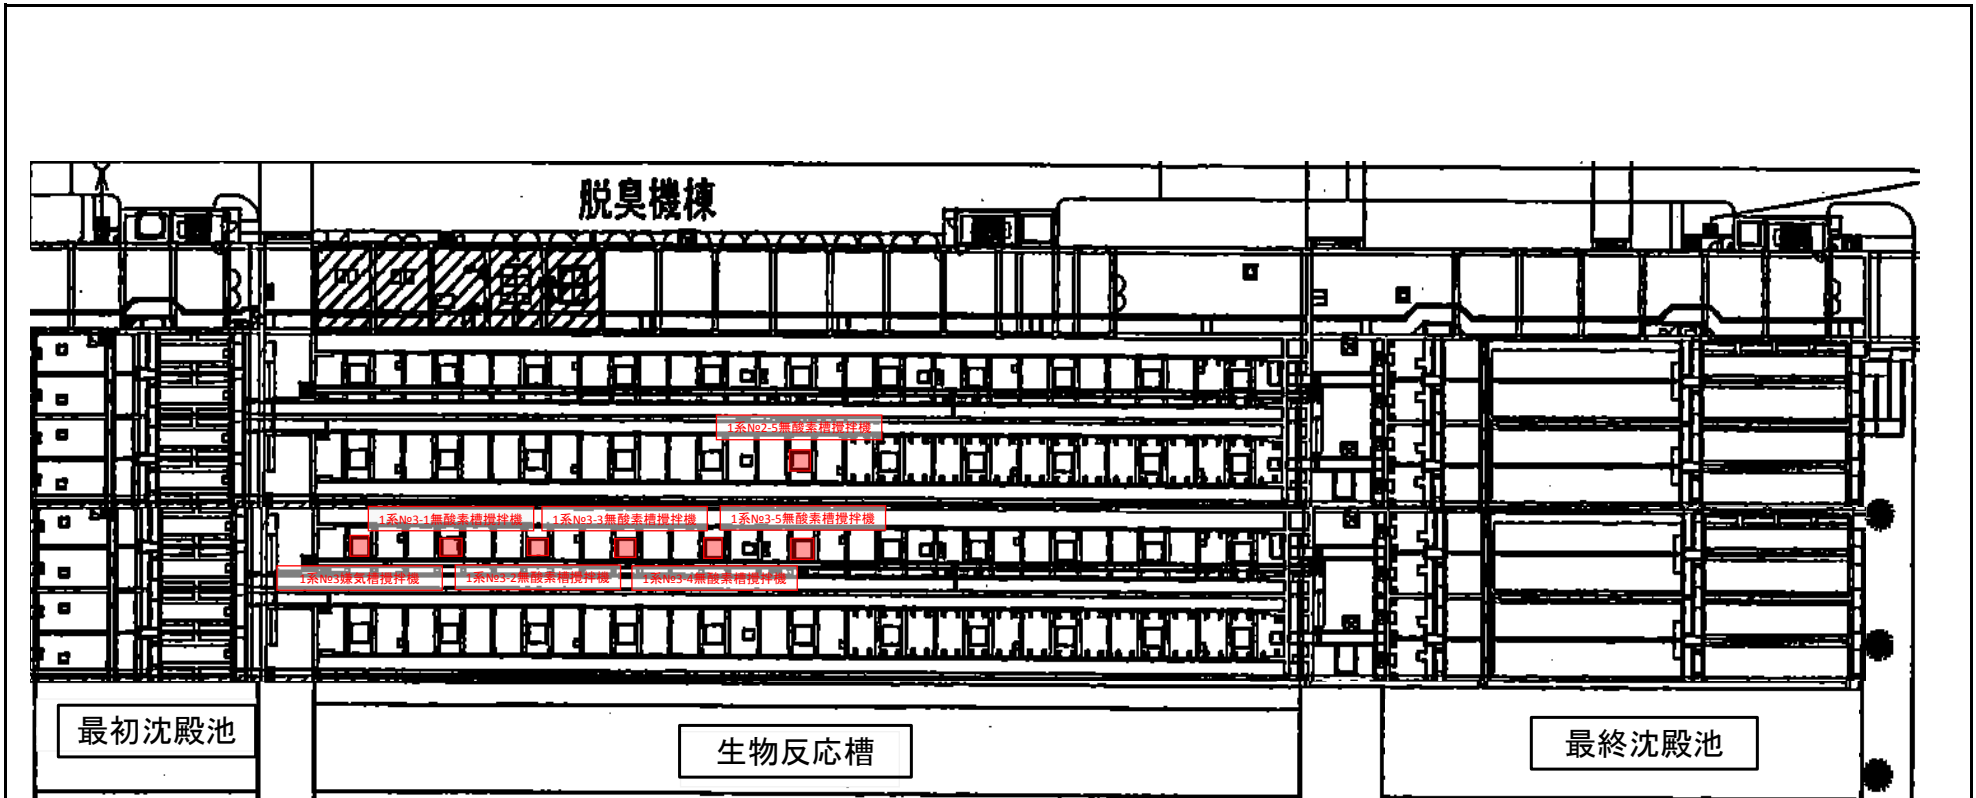 脱臭機棟
1系№2-5無酸素槽攪拌機
1系№3-1無酸素槽攪拌機
1系№3-3無酸素槽攪拌機
1系№3-5無酸素槽攪拌機
1系№3嫌気槽攪拌機
1系№3-2無酸素槽攪拌機
1系№3-4無酸素槽攪拌機
最初沈殿池
生物反応槽
最終沈殿池